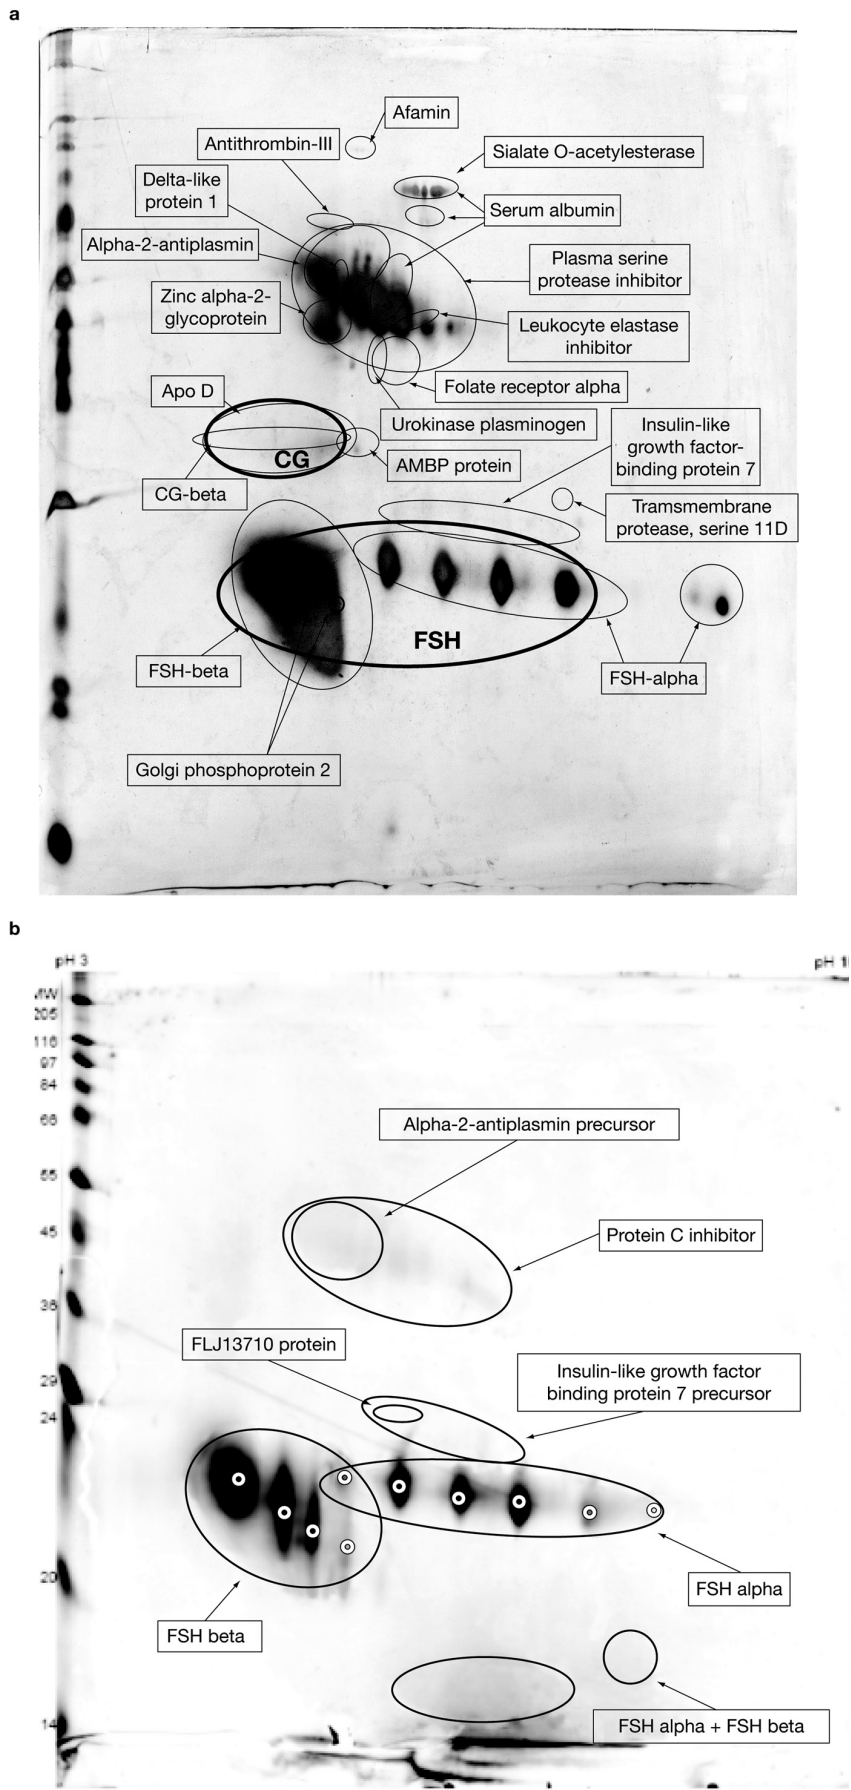 a
Afamin
Antithrombin-III
Sialate O-acetylesterase
Delta-like
protein 1
Serum albumin
Alpha-2-antiplasmin
Plasma serine
protease inhibitor
Zinc alpha-2-
glycoprotein
Leukocyte elastase
inhibitor
Apo D
Folate receptor alpha
Urokinase plasminogen
Insulin-like
growth factor-
binding protein 7
CG
AMBP protein
CG-beta
Tramsmembrane
protease, serine 11D
FSH
FSH-beta
FSH-alpha
Golgi phosphoprotein 2
b
pH 3
205
116
97
84
66
Alpha-2-antiplasmin precursor
55
45
Protein C inhibitor
36
FLJ13710 protein
29
Insulin-like growth factor
binding protein 7 precursor
24
20
FSH alpha
FSH beta
14
FSH alpha + FSH beta